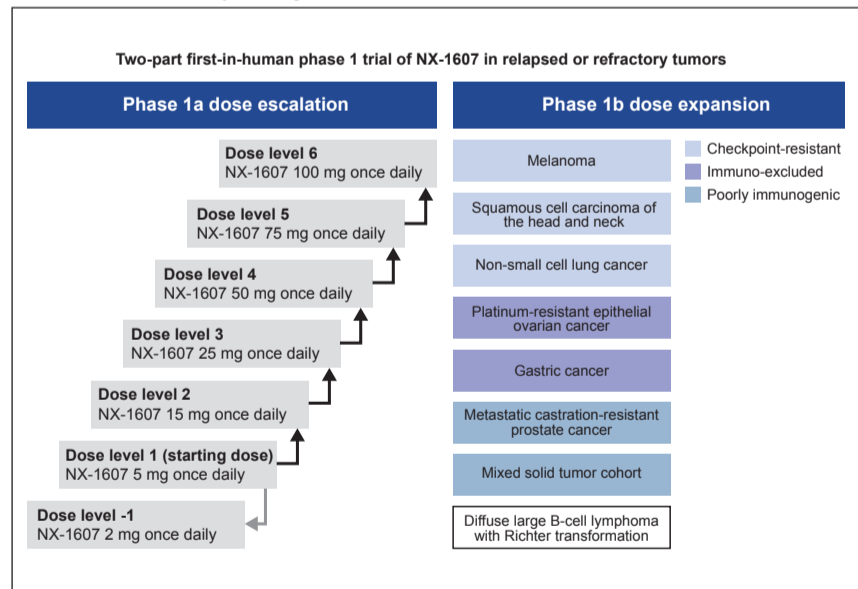 Two-part first-in-human phase 1 trial of NX-1607 in relapsed or refractory tumors
Phase 1a dose escalation
Dose level 6
NX-1607 100 mg once daily
Dose level 5
NX-1607 75 mg once daily
Dose level 4
NX-1607 50 mg once daily
Dose level 3
NX-1607 25 mg once daily
Dose level 2
NX-1607 15 mg once daily
Dose level 1 (starting dose)
NX-1607 5 mg once daily
Dose level -1
NX-1607 2 mg once daily
Phase 1b dose expansion
Melanoma
Squamous cell carcinoma of
the head and neck
Non-small cell lung cancer
Platinum-resistant epithelial
ovarian cancer
Gastric cancer
Metastatic castration-resistant
prostate cancer
Mixed solid tumor cohort
Diffuse large B-cell lymphoma
with Richter transformation
Checkpoint-resistant
Immuno-excluded
Poorly immunogenic